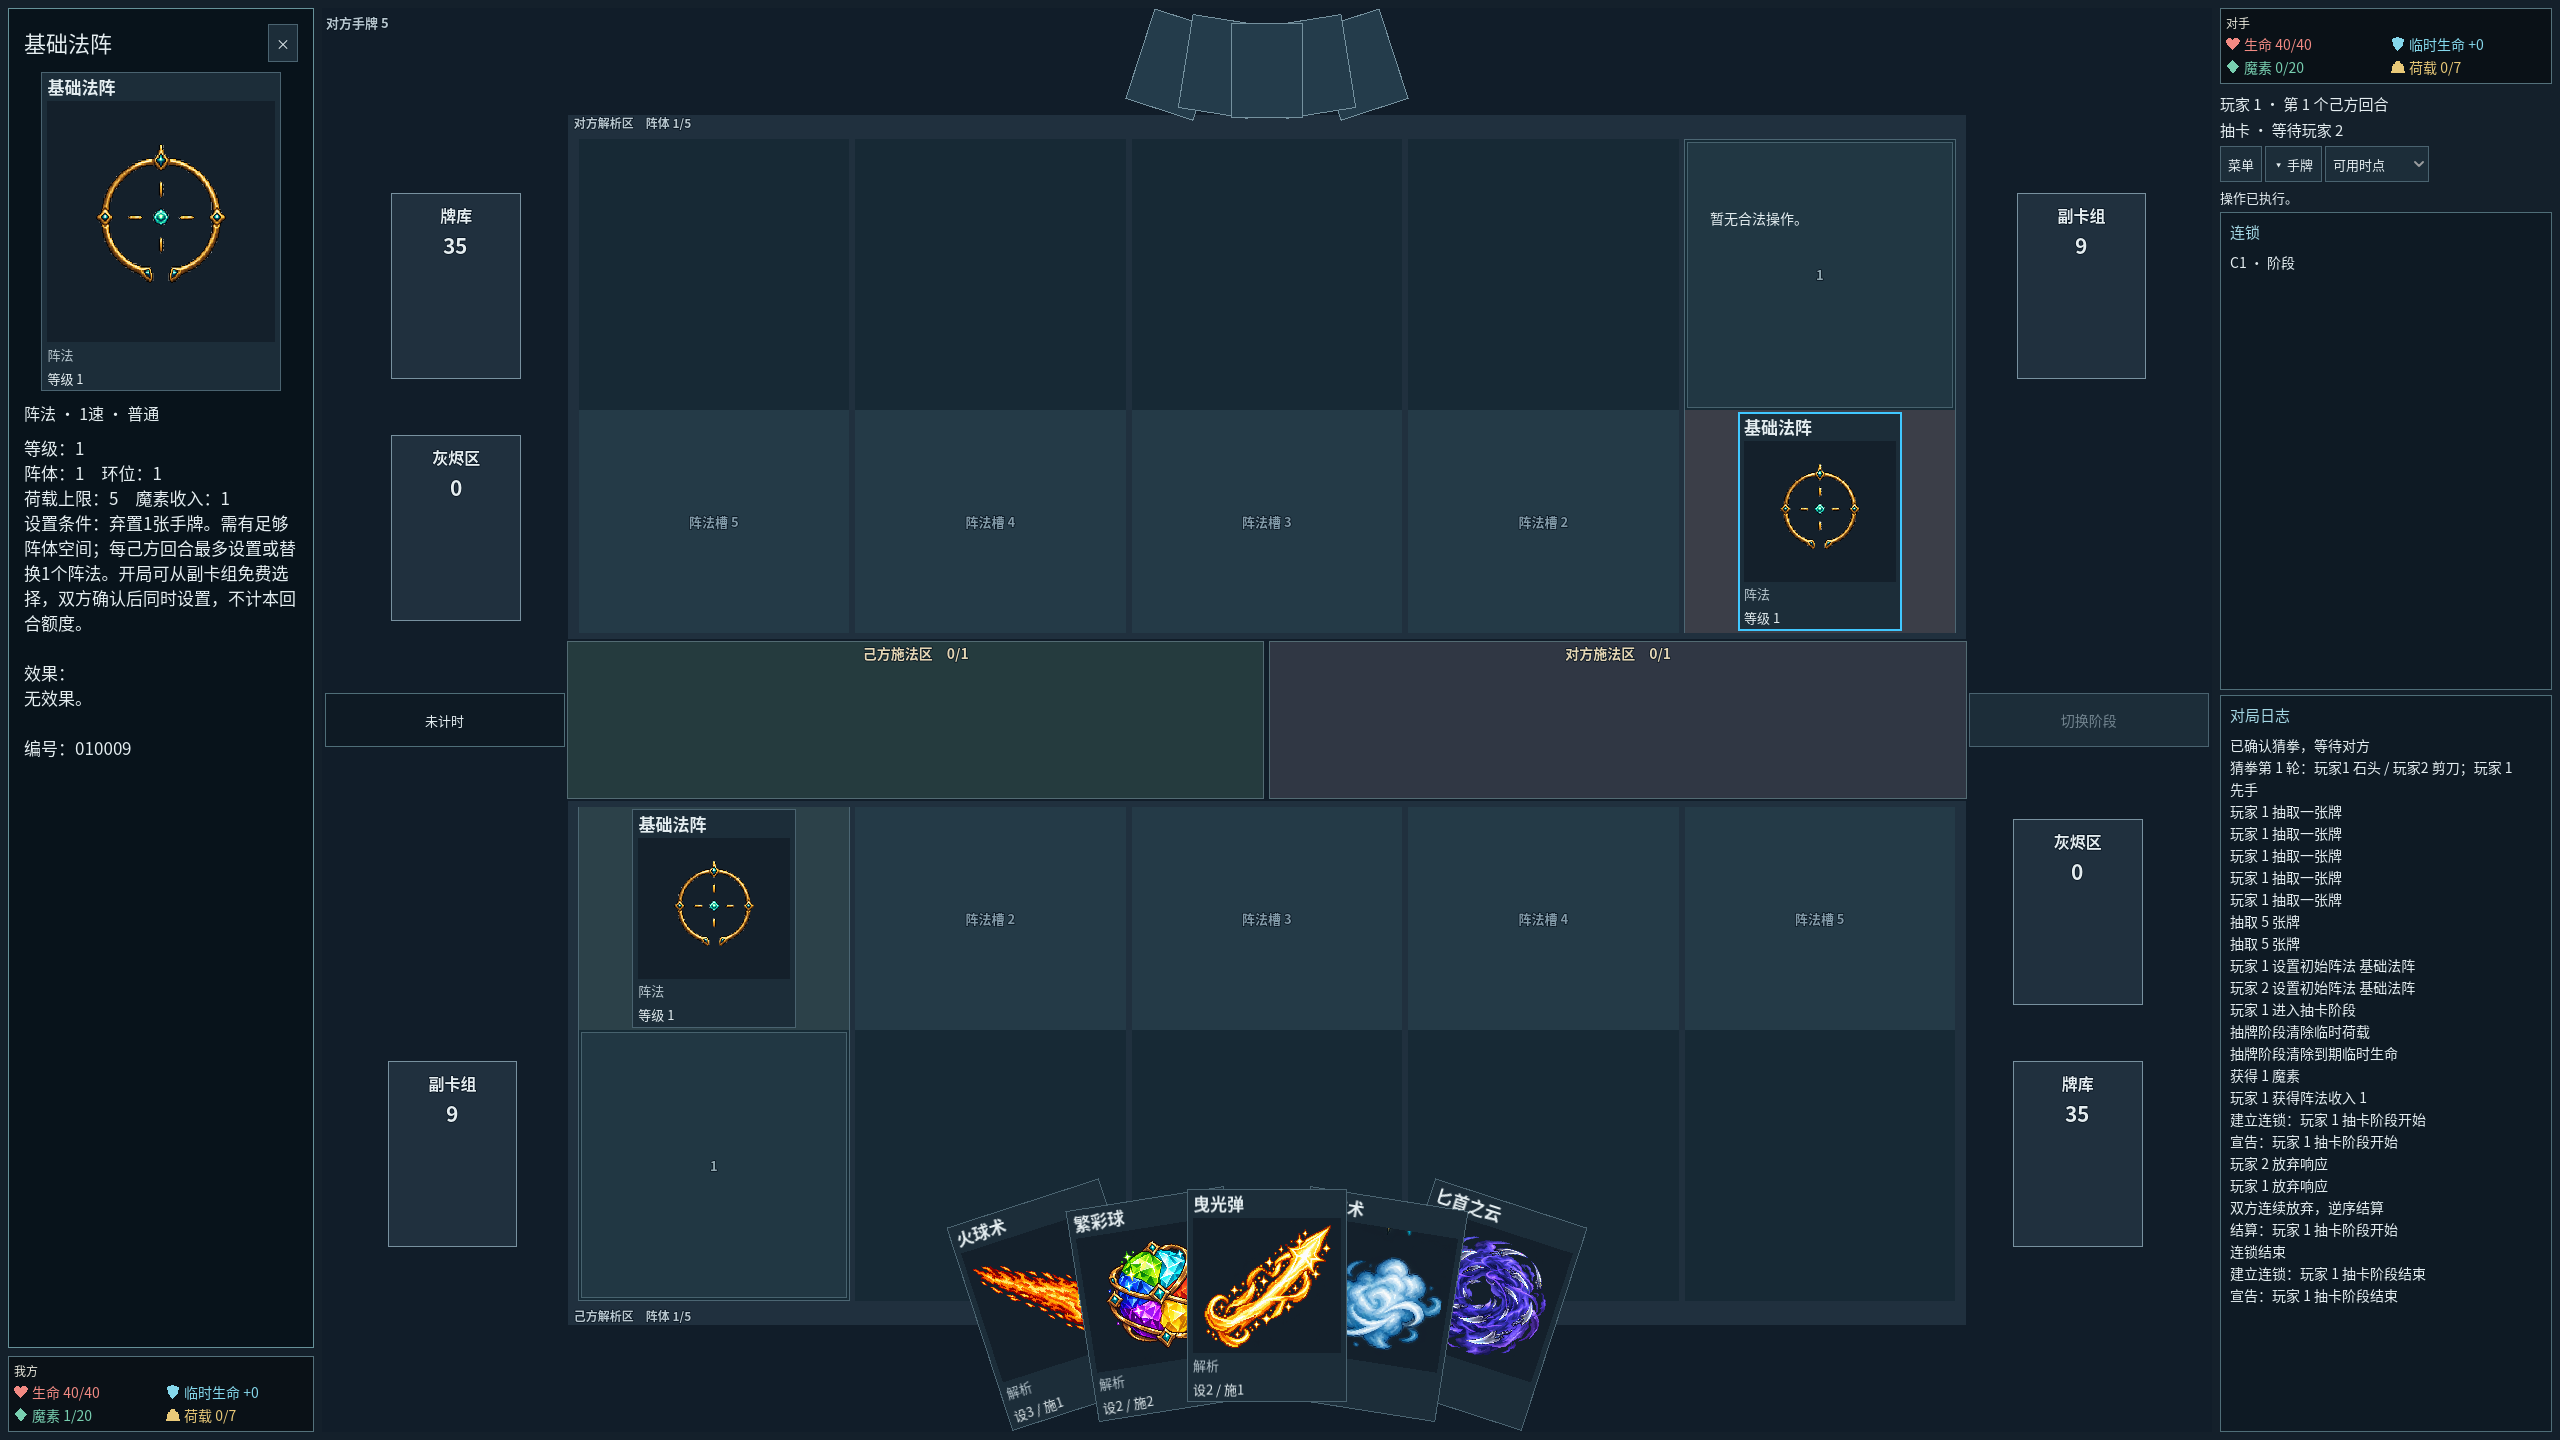 基础法阵
×
基础法阵
阵法
等级 1
阵法 · 1速 · 普通
等级：1
阵体：1 环位：1
荷载上限：5 魔素收入：1
设置条件：弃置1张手牌。需有足够
阵体空间；每己方回合最多设置或替
换1个阵法。开局可从副卡组免费选
择，双方确认后同时设置，不计本回
合额度。
效果：
无效果。
编号：010009
我方
生命 40/40
临时生命 +0
魔素 1/20
荷载 0/7
对方手牌 5
对方解析区 阵体 1/5
牌库
35
灰烬区
0
暂无合法操作。
1
阵法槽 5
阵法槽 4
阵法槽 3
阵法槽 2
基础法阵
阵法
等级 1
副卡组
9
己方施法区 0/1
对方施法区 0/1
未计时
切换阶段
基础法阵
阵法
等级 1
阵法槽 2
阵法槽 3
阵法槽 4
阵法槽 5
1
己方解析区 阵体 1/5
副卡组
9
灰烬区
0
牌库
35
火球术
解析
设3 / 施1
繁彩球
解析
设2 / 施2
曳光弹
解析
设2 / 施1
术
匕首之云
对手
生命 40/40
临时生命 +0
魔素 0/20
荷载 0/7
玩家 1 · 第 1 个己方回合
抽卡 · 等待玩家 2
菜单
▾ 手牌
可用时点
操作已执行。
连锁
C1 · 阶段
对局日志
已确认猜拳，等待对方
猜拳第 1 轮：玩家1 石头 / 玩家2 剪刀；玩家 1
先手
玩家 1 抽取一张牌
玩家 1 抽取一张牌
玩家 1 抽取一张牌
玩家 1 抽取一张牌
玩家 1 抽取一张牌
抽取 5 张牌
抽取 5 张牌
玩家 1 设置初始阵法 基础法阵
玩家 2 设置初始阵法 基础法阵
玩家 1 进入抽卡阶段
抽牌阶段清除临时荷载
抽牌阶段清除到期临时生命
获得 1 魔素
玩家 1 获得阵法收入 1
建立连锁：玩家 1 抽卡阶段开始
宣告：玩家 1 抽卡阶段开始
玩家 2 放弃响应
玩家 1 放弃响应
双方连续放弃，逆序结算
结算：玩家 1 抽卡阶段开始
连锁结束
建立连锁：玩家 1 抽卡阶段结束
宣告：玩家 1 抽卡阶段结束